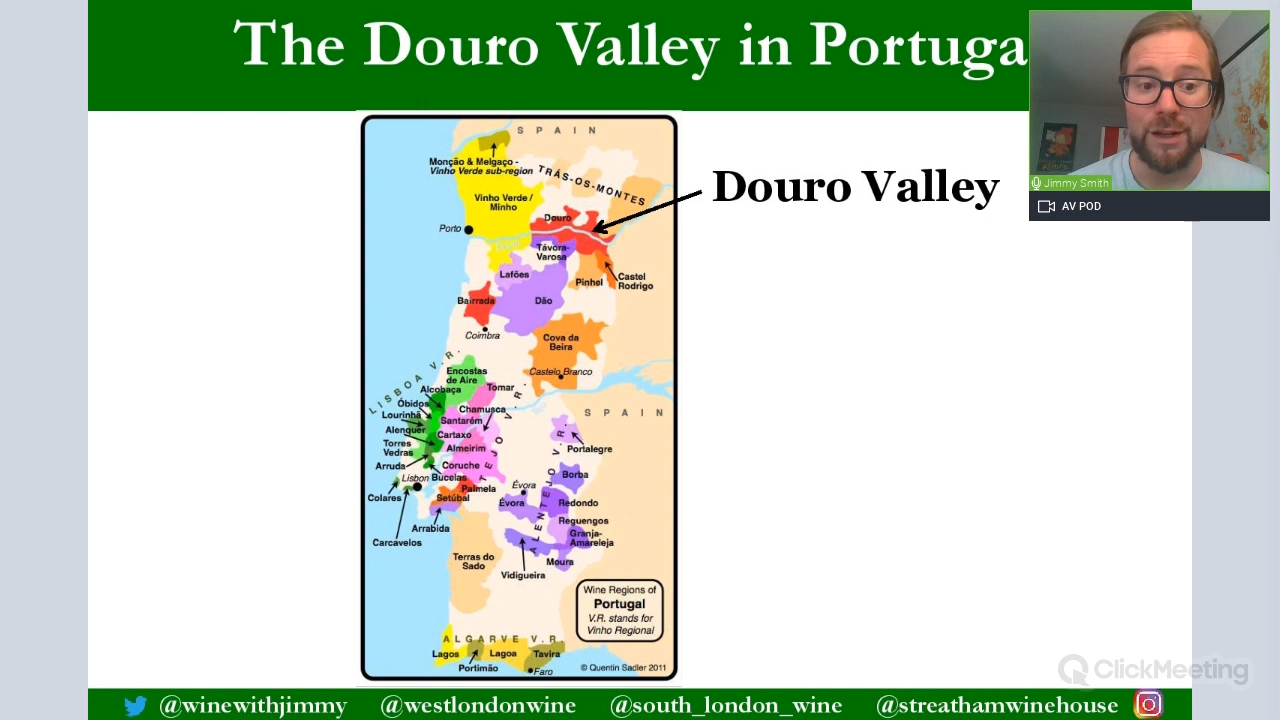 The Douro Valley in Portuga
Jimmy Smith
AV POD
Douro Valley
SPAIN
Monção & Melgaço -
Vinho Verde sub-region
TRÁS-OS-MONTES
Vinho Verde /
Minho
Douro
Porto
Távora-
Varosa
Lafões
Pinhel
Castel
Rodrigo
Bairrada
Dão
Coimbra
Cova da
Beira
LISBOA V.R.
Encostas
de Aire
Castelo Branco
Alcobaça
Tomar
Óbidos
Chamusca
Lourinhã
Santarém
SPAIN
Alenquer
Cartaxo
Torres
Vedras
Almeirim
TEJO V.R.
Portalegre
Arruda
Coruche
Bucelas
Lisbon
Borba
Colares
Palmela
Setúbal
Évora
Évora
Redondo
ALENTEJO V.R.
Arrabida
Reguengos
Granja-
Amareleja
Carcavelos
Terras do
Sado
Moura
Vidigueira
Wine Regions of
Portugal
V.R. stands for
Vinho Regional
ALGARVE V.R.
Lagos
Lagoa
Tavira
Portimão
Faro
© Quentin Sadler 2011
ClickMeeting
@winewithjimmy @westlondonwine @south_london_wine @streathamwinehouse